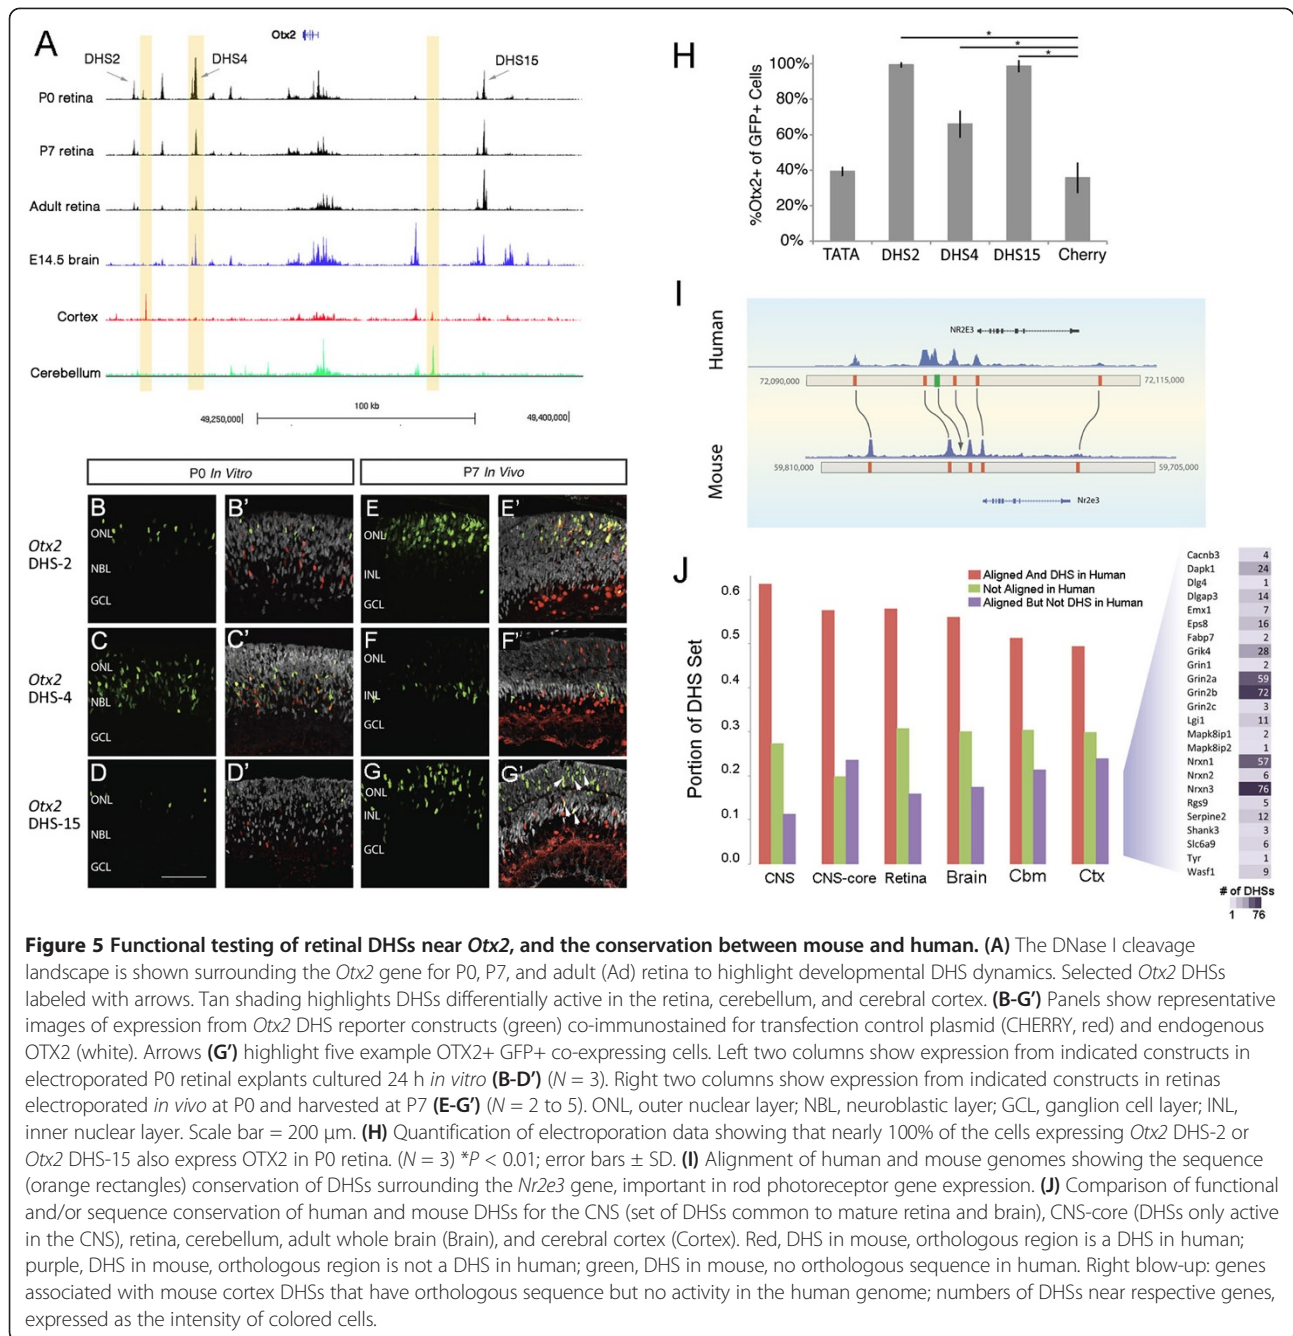 A
Otx2
DHS2
DHS4
DHS15
P0 retina
P7 retina
Adult retina
E14.5 brain
Cortex
Cerebellum
49,250,000
100 kb
49,400,000
P0 In Vitro
P7 In Vivo
Otx2
DHS-2
B
ONL
NBL
GCL
B'
E
ONL
INL
GCL
E'
Otx2
DHS-4
C
ONL
NBL
GCL
C'
F
ONL
INL
GCL
F'
Otx2
DHS-15
D
ONL
NBL
GCL
D'
G
ONL
INL
GCL
G'
H
%Otx2+ of GFP+ Cells
100%
80%
60%
40%
20%
0%
*
*
*
TATA
DHS2
DHS4
DHS15
Cherry
I
Human
NR2E3
72,090,000
72,115,000
Mouse
59,810,000
59,705,000
Nr2e3
J
Portion of DHS Set
0.6
0.5
0.4
0.3
0.2
0.1
0.0
Aligned And DHS in Human
Not Aligned in Human
Aligned But Not DHS in Human
CNS
CNS-core
Retina
Brain
Cbm
Ctx
Cacnb3 4
Dapk1 24
Dlg4 1
Dlgap3 14
Emx1 7
Eps8 16
Fabp7 2
Grik4 28
Grin1 2
Grin2a 59
Grin2b 72
Grin2c 3
Lgi1 11
Mapk8ip1 2
Mapk8ip2 1
Nrxn1 57
Nrxn2 6
Nrxn3 76
Rgs9 5
Serpine2 12
Shank3 3
Slc6a9 6
Tyr 1
Wasf1 9
# of DHSs
1 76
Figure 5 Functional testing of retinal DHSs near Otx2, and the conservation between mouse and human. (A) The DNase I cleavage
landscape is shown surrounding the Otx2 gene for P0, P7, and adult (Ad) retina to highlight developmental DHS dynamics. Selected Otx2 DHSs
labeled with arrows. Tan shading highlights DHSs differentially active in the retina, cerebellum, and cerebral cortex. (B-G') Panels show representative
images of expression from Otx2 DHS reporter constructs (green) co-immunostained for transfection control plasmid (CHERRY, red) and endogenous
OTX2 (white). Arrows (G') highlight five example OTX2+ GFP+ co-expressing cells. Left two columns show expression from indicated constructs in
electroporated P0 retinal explants cultured 24 h in vitro (B-D') (N = 3). Right two columns show expression from indicated constructs in retinas
electroporated in vivo at P0 and harvested at P7 (E-G') (N = 2 to 5). ONL, outer nuclear layer; NBL, neuroblastic layer; GCL, ganglion cell layer; INL,
inner nuclear layer. Scale bar = 200 µm. (H) Quantification of electroporation data showing that nearly 100% of the cells expressing Otx2 DHS-2 or
Otx2 DHS-15 also express OTX2 in P0 retina. (N = 3) *P < 0.01; error bars ± SD. (I) Alignment of human and mouse genomes showing the sequence
(orange rectangles) conservation of DHSs surrounding the Nr2e3 gene, important in rod photoreceptor gene expression. (J) Comparison of functional
and/or sequence conservation of human and mouse DHSs for the CNS (set of DHSs common to mature retina and brain), CNS-core (DHSs only active
in the CNS), retina, cerebellum, adult whole brain (Brain), and cerebral cortex (Cortex). Red, DHS in mouse, orthologous region is a DHS in human;
purple, DHS in mouse, orthologous region is not a DHS in human; green, DHS in mouse, no orthologous sequence in human. Right blow-up: genes
associated with mouse cortex DHSs that have orthologous sequence but no activity in the human genome; numbers of DHSs near respective genes,
expressed as the intensity of colored cells.